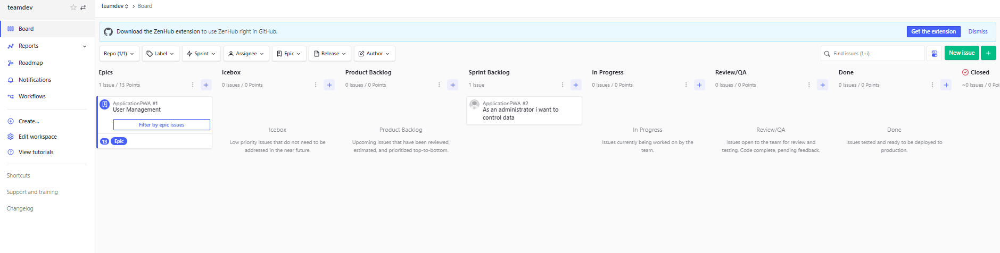 teamdev
Board
Reports
Roadmap
Notifications
Workflows
Create...
Edit workspace
View tutorials
Shortcuts
Support and training
Changelog
teamdev > Board
Download the ZenHub extension to use ZenHub right in GitHub.
Get the extension
Dismiss
Repo (1/1)
Label
Sprint
Assignee
Epic
Release
Author
Find issues (f+i)
New issue
Epics
1 Issue / 13 Points
ApplicationPWA #1
User Management
Filter by epic issues
13 Epic
Icebox
0 Issues / 0 Points
Icebox
Low priority Issues that do not need to be
addressed in the near future.
Product Backlog
0 Issues / 0 Points
Product Backlog
Upcoming Issues that have been reviewed,
estimated, and prioritized top-to-bottom.
Sprint Backlog
1 Issue
ApplicationPWA #2
As an administrator i want to
control data
In Progress
0 Issues / 0 Points
In Progress
Issues currently being worked on by the
team.
Review/QA
0 Issues / 0 Points
Review/QA
Issues open to the team for review and
testing. Code complete, pending feedback.
Done
0 Issues / 0 Points
Done
Issues tested and ready to be deployed to
production.
Closed
~0 Issues / 0 Poi